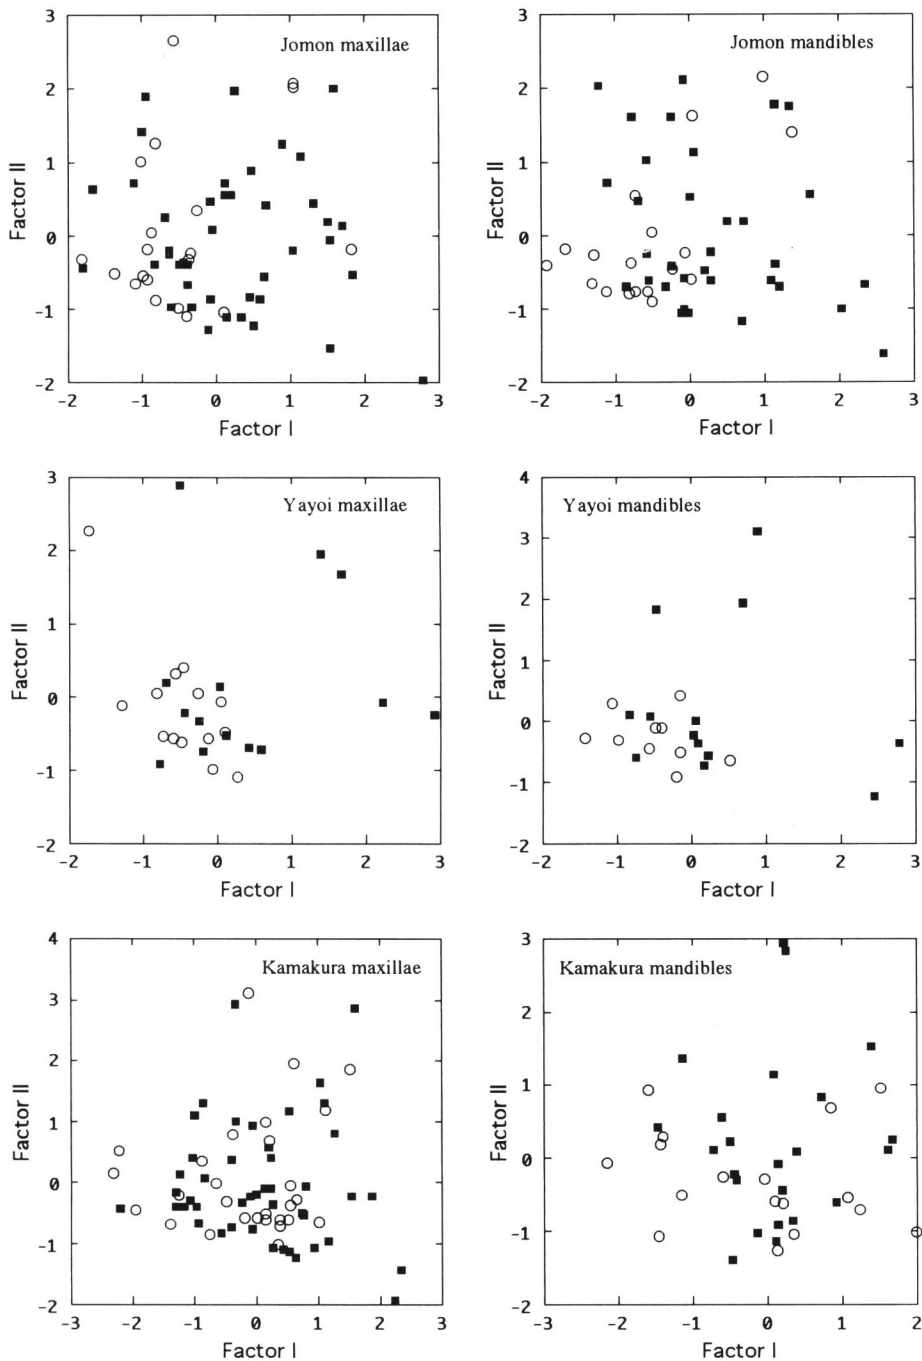 Jomon maxillae
3
2
1
0
-1
-2
Factor II
-2 -1 0 1 2 3
Factor I
Jomon mandibles
3
2
1
0
-1
-2
Factor II
-2 -1 0 1 2 3
Factor I
Yayoi maxillae
3
2
1
0
-1
-2
Factor II
-2 -1 0 1 2 3
Factor I
Yayoi mandibles
4
3
2
1
0
-1
-2
Factor II
-2 -1 0 1 2 3
Factor I
Kamakura maxillae
4
3
2
1
0
-1
-2
Factor II
-3 -2 -1 0 1 2 3
Factor I
Kamakura mandibles
3
2
1
0
-1
-2
Factor II
-3 -2 -1 0 1 2
Factor I